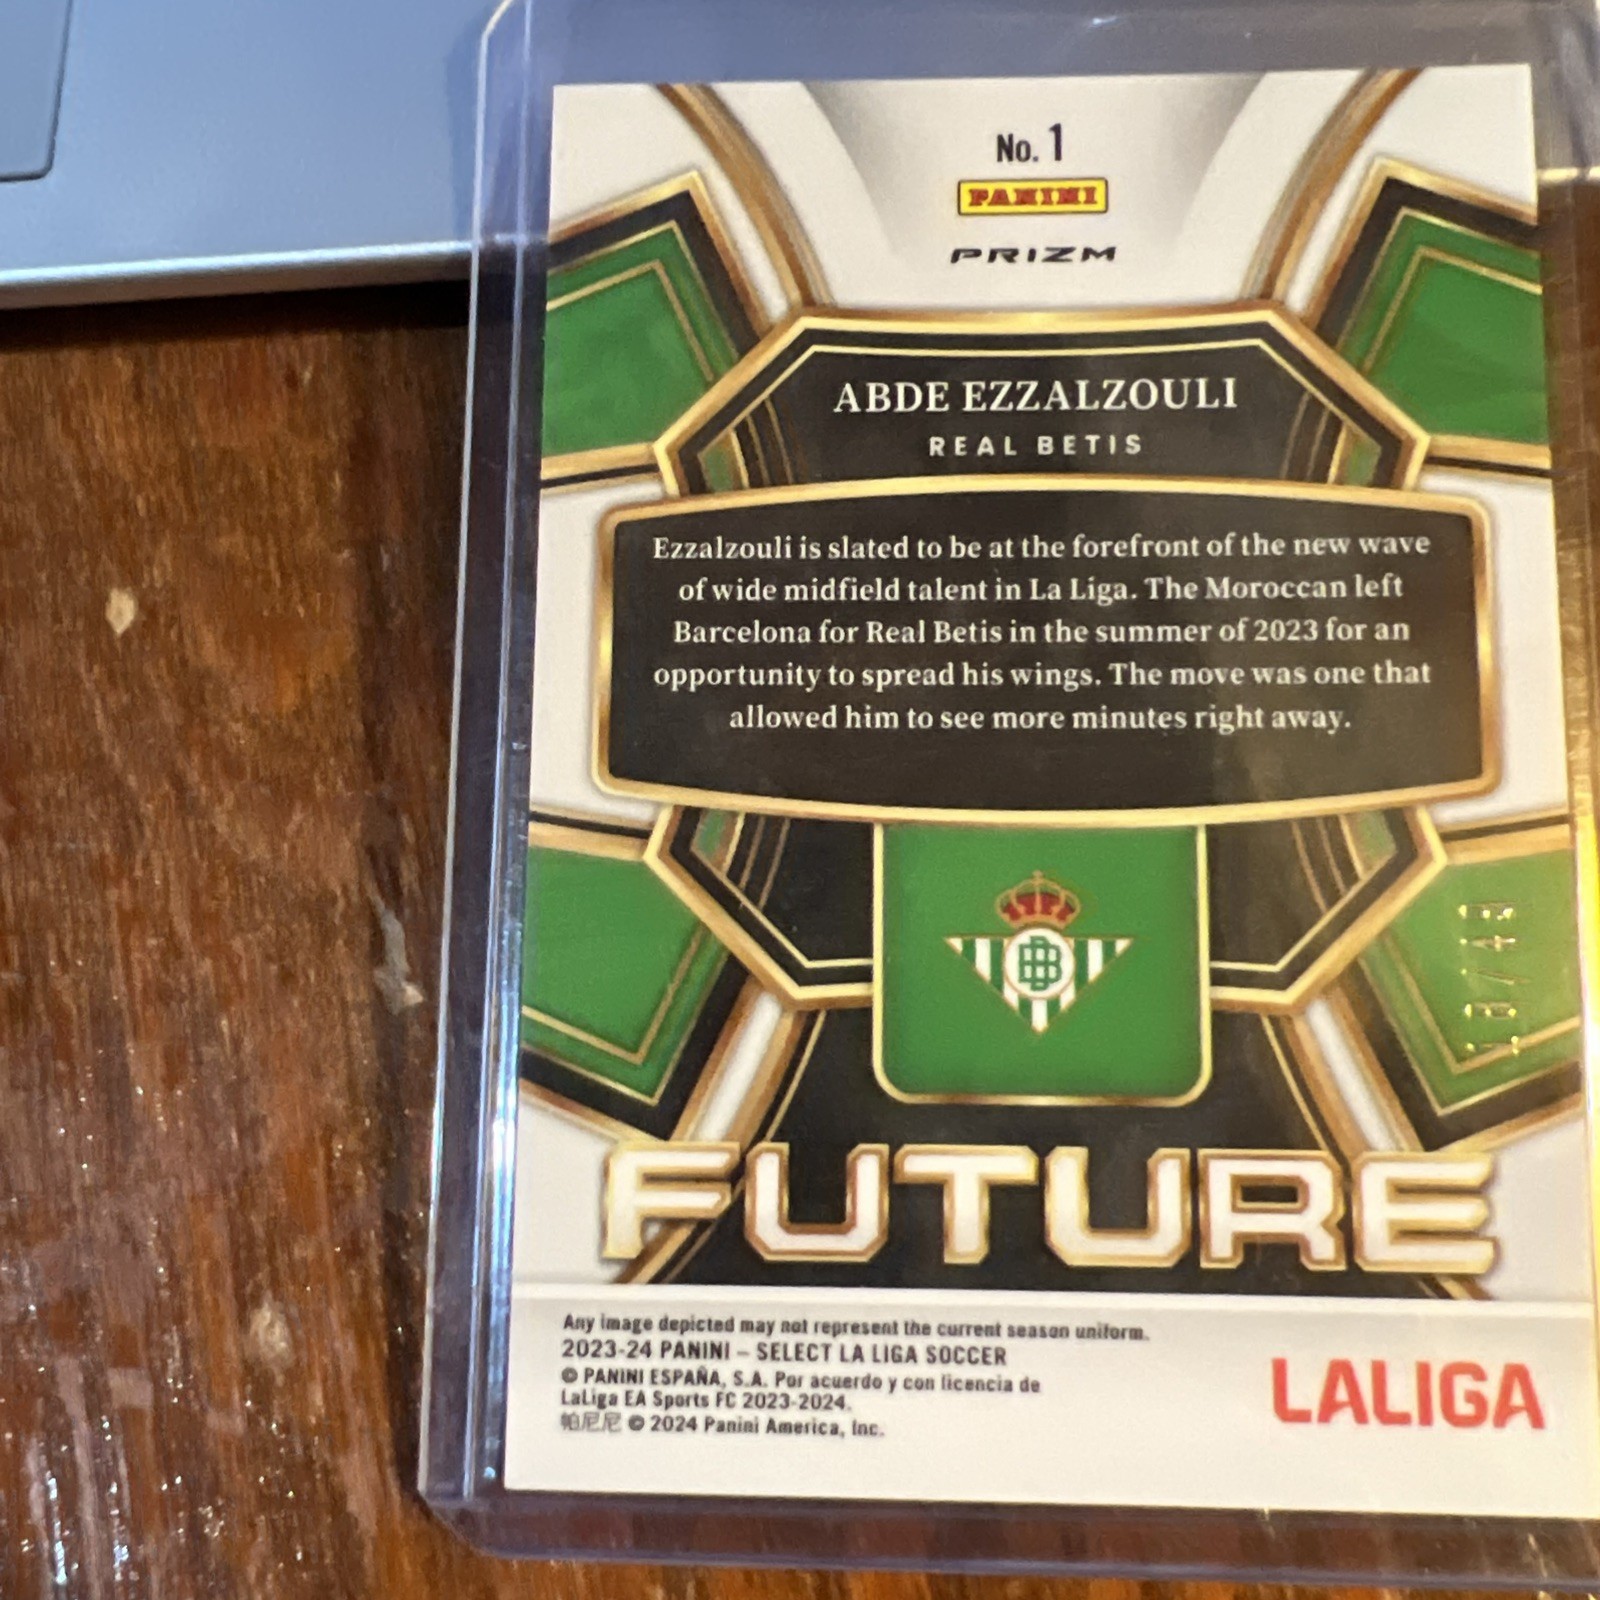 No. 1
PANINI
PRIZM
ABDE EZZALZOULI
REAL BETIS
Ezzalzouli is slated to be at the forefront of the new wave
of wide midfield talent in La Liga. The Moroccan left
Barcelona for Real Betis in the summer of 2023 for an
opportunity to spread his wings. The move was one that
allowed him to see more minutes right away.
FUTURE
Any image depicted may not represent the current season uniform.
2023-24 PANINI – SELECT LA LIGA SOCCER
© PANINI ESPAÑA, S.A. Por acuerdo y con licencia de
LaLiga EA Sports FC 2023-2024.
帕尼尼 © 2024 Panini America, Inc.
LALIGA